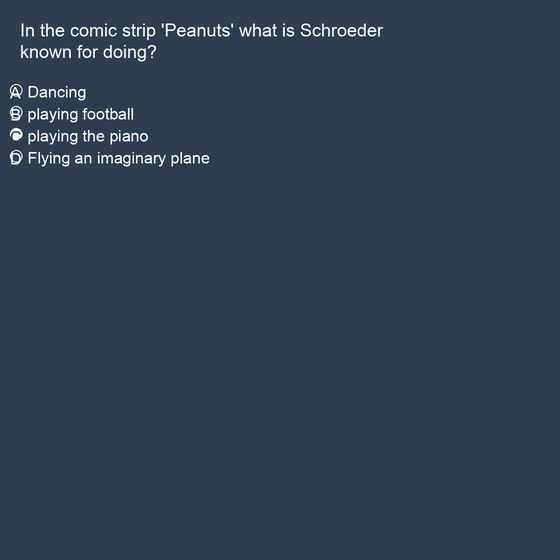 In the comic strip 'Peanuts' what is Schroeder
known for doing?
A Dancing
B playing football
C playing the piano
D Flying an imaginary plane